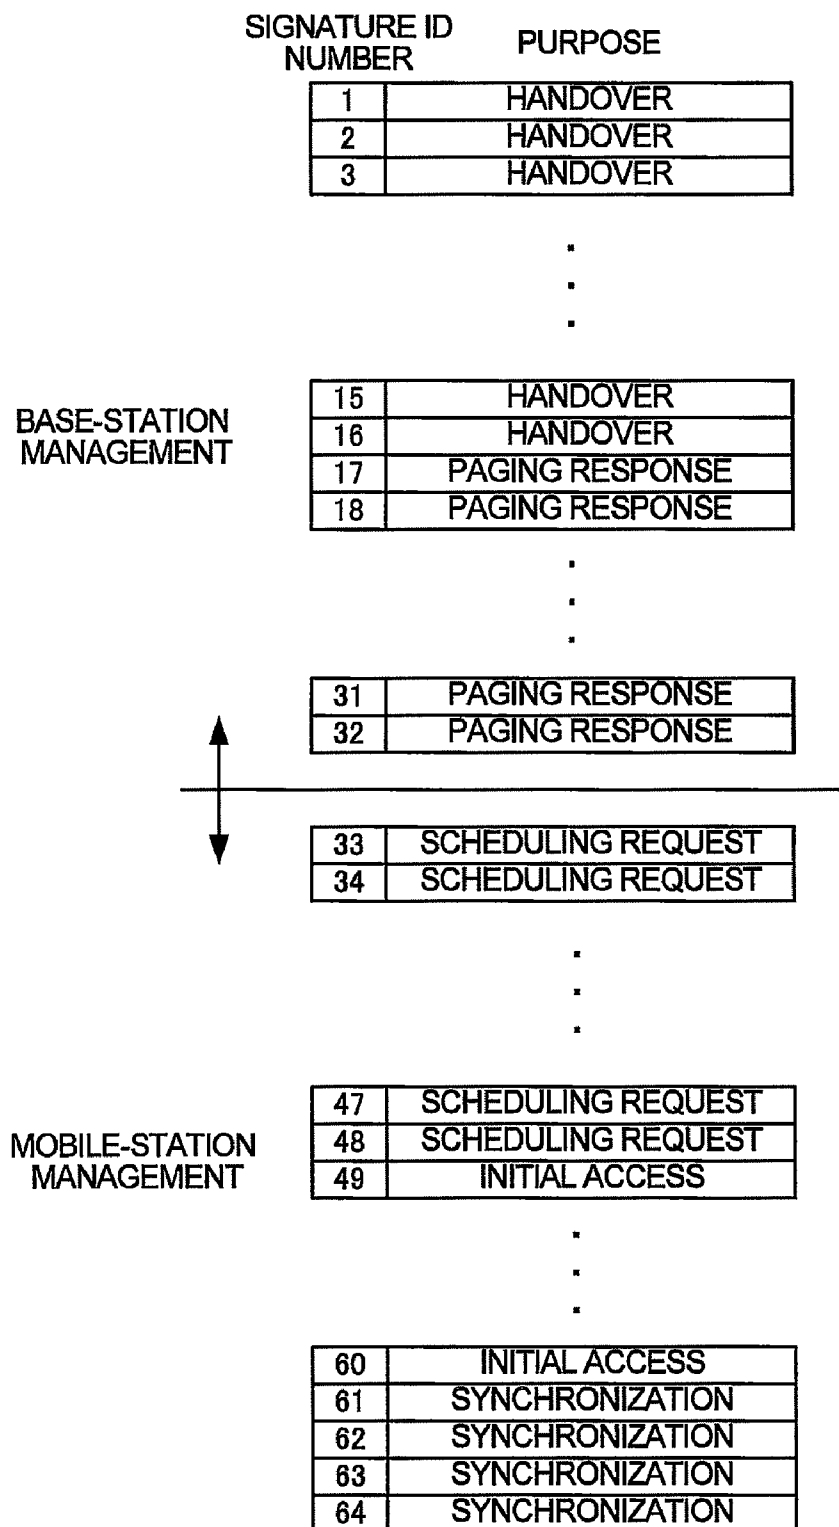 SIGNATURE ID
NUMBER
PURPOSE
1 HANDOVER
2 HANDOVER
3 HANDOVER
15 HANDOVER
BASE-STATION
MANAGEMENT
16 HANDOVER
17 PAGING RESPONSE
18 PAGING RESPONSE
31 PAGING RESPONSE
32 PAGING RESPONSE
33 SCHEDULING REQUEST
34 SCHEDULING REQUEST
47 SCHEDULING REQUEST
MOBILE-STATION
MANAGEMENT
48 SCHEDULING REQUEST
49 INITIAL ACCESS
60 INITIAL ACCESS
61 SYNCHRONIZATION
62 SYNCHRONIZATION
63 SYNCHRONIZATION
64 SYNCHRONIZATION